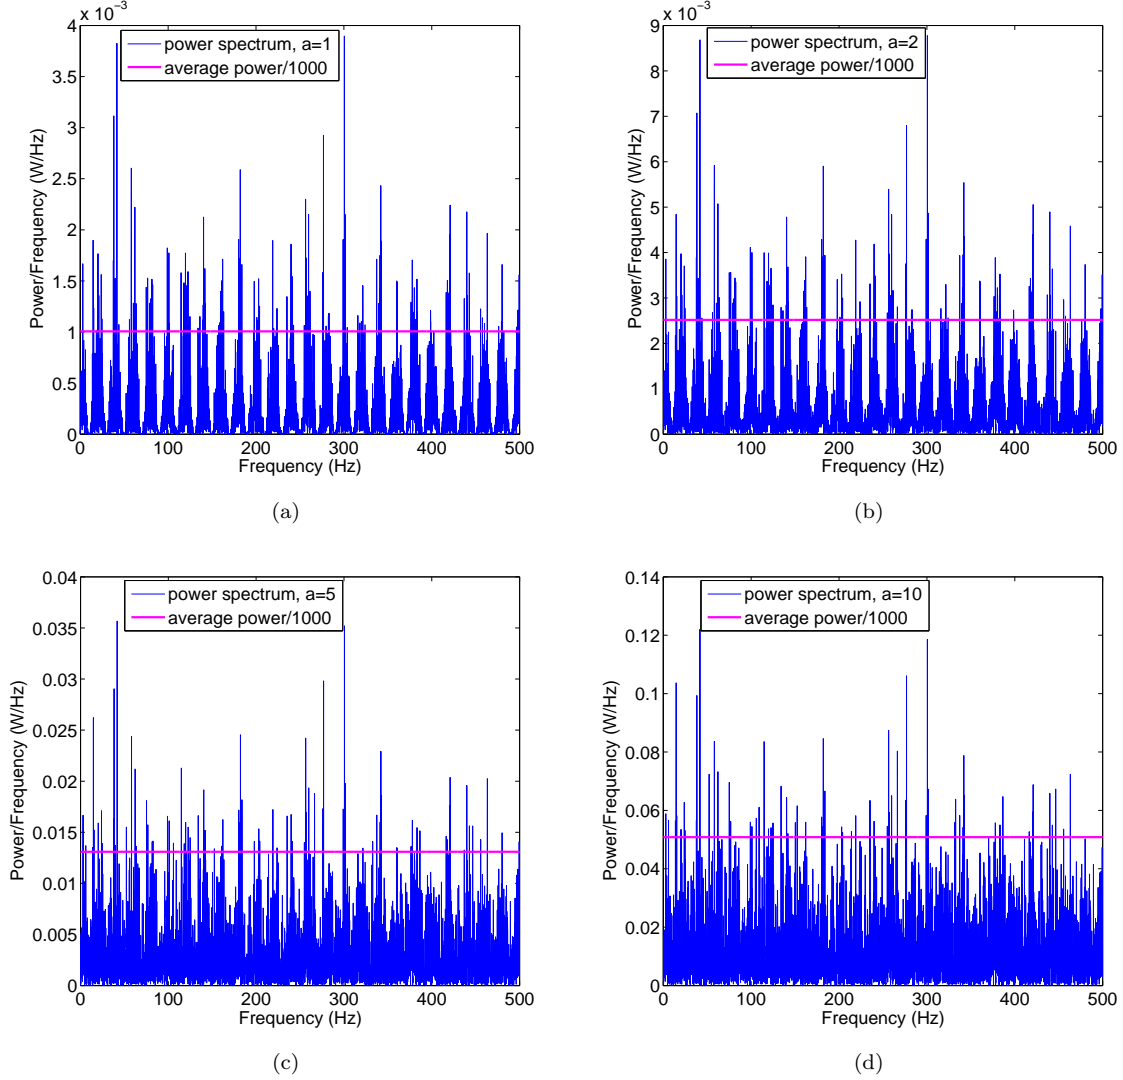 x 10⁻³
4
3.5
3
2.5
2
1.5
1
0.5
0
0 100 200 300 400 500
Power/Frequency (W/Hz)
Frequency (Hz)
power spectrum, a=1
average power/1000
(a)
x 10⁻³
9
8
7
6
5
4
3
2
1
0
0 100 200 300 400 500
Power/Frequency (W/Hz)
Frequency (Hz)
power spectrum, a=2
average power/1000
(b)
0.04
0.035
0.03
0.025
0.02
0.015
0.01
0.005
0
0 100 200 300 400 500
Power/Frequency (W/Hz)
Frequency (Hz)
power spectrum, a=5
average power/1000
(c)
0.14
0.12
0.1
0.08
0.06
0.04
0.02
0
0 100 200 300 400 500
Power/Frequency (W/Hz)
Frequency (Hz)
power spectrum, a=10
average power/1000
(d)